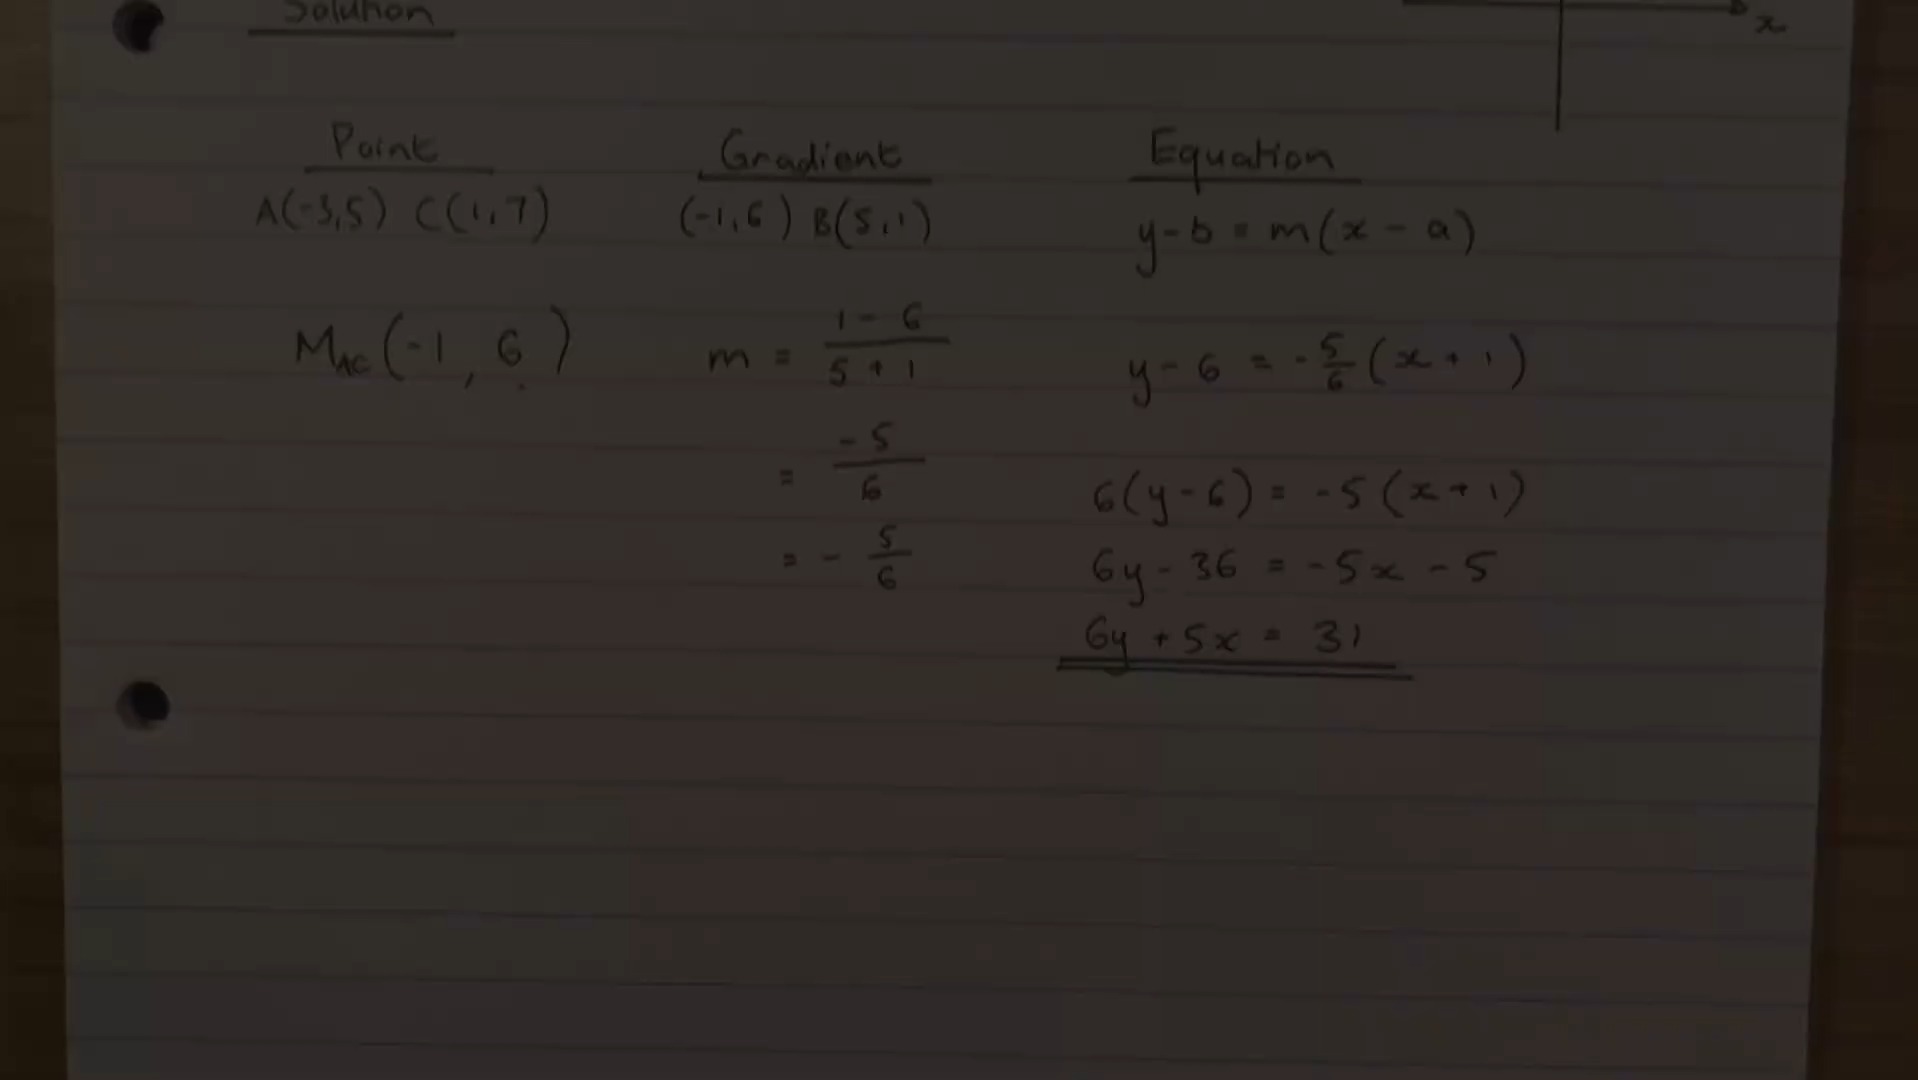 Solution
x
Point
A(-3,5) C(1,7)
M_AC(-1, 6)
Gradient
(-1,6) B(5,1)
m = 1 - 6 / 5 + 1
= -5 / 6
= - 5/6
Equation
y - b = m(x - a)
y - 6 = -5/6 (x + 1)
6(y - 6) = -5(x + 1)
6y - 36 = -5x - 5
6y + 5x = 31